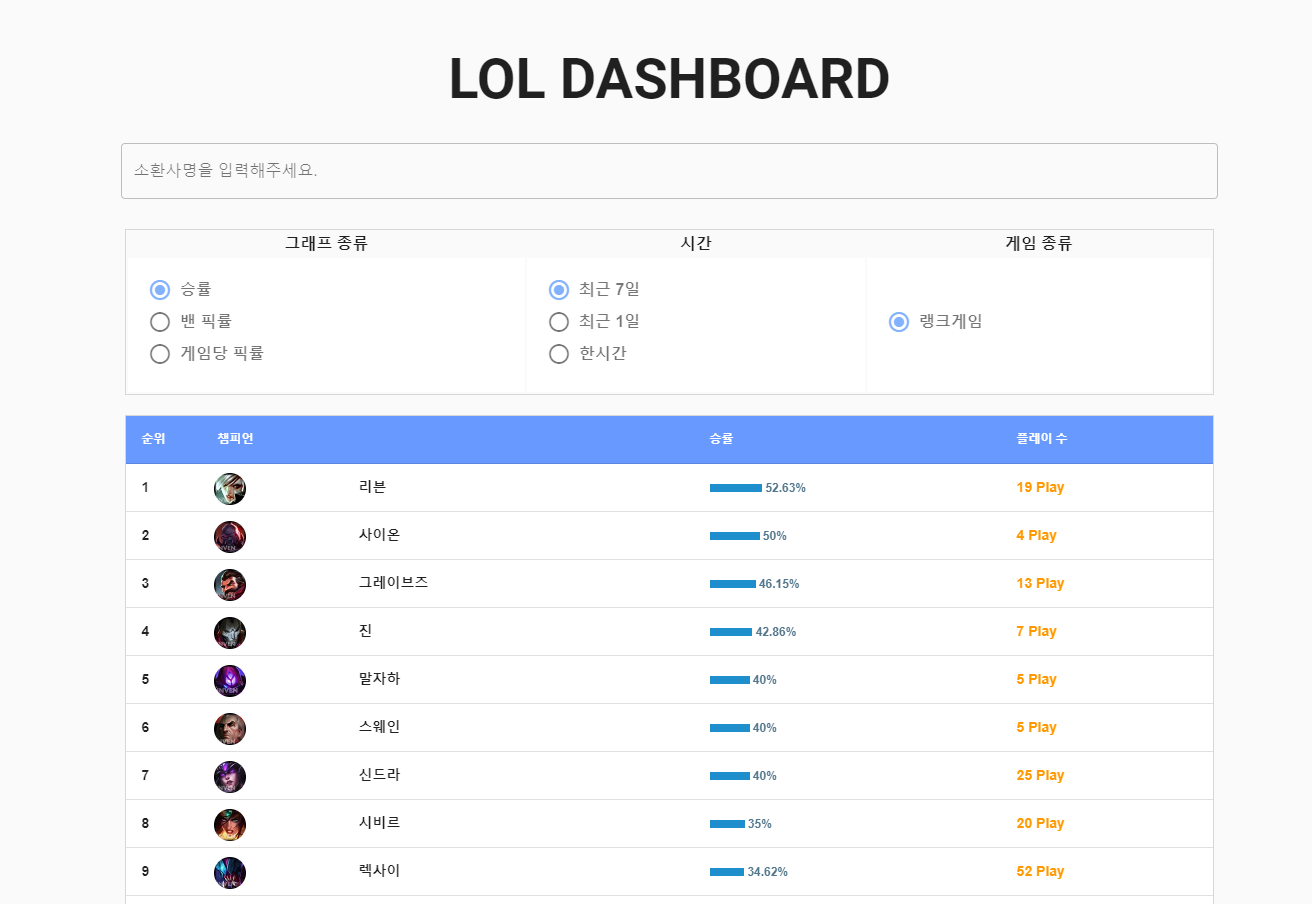 LOL DASHBOARD
소환사명을 입력해주세요.
그래프 종류 시간 게임 종류
승률 최근 7일
밴 픽률 최근 1일 랭크게임
게임당 픽률 한시간
순위 챔피언 승률 플레이 수
1 리븐 52.63% 19 Play
2 사이온 50% 4 Play
3 그레이브즈 46.15% 13 Play
4 진 42.86% 7 Play
5 말자하 40% 5 Play
6 스웨인 40% 5 Play
7 신드라 40% 25 Play
8 시비르 35% 20 Play
9 렉사이 34.62% 52 Play